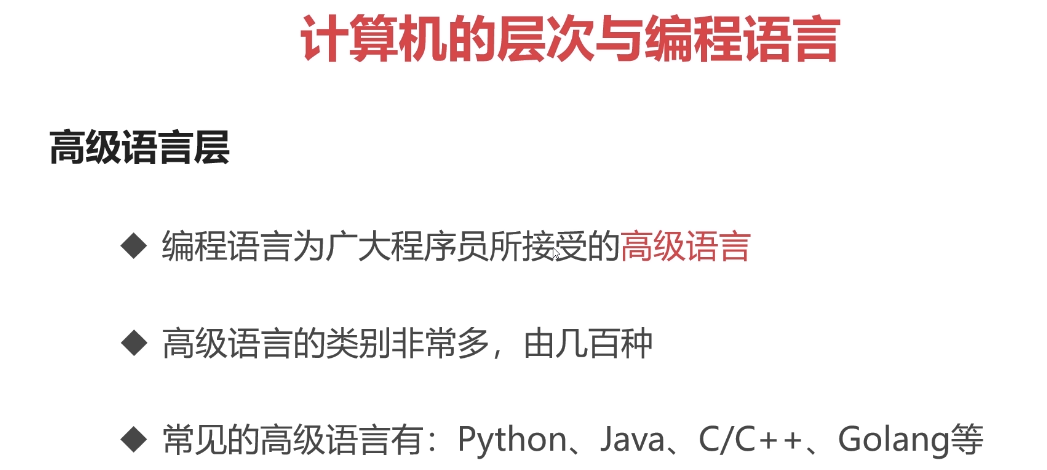 计算机的层次与编程语言
高级语言层
◆ 编程语言为广大程序员所接受的高级语言
◆ 高级语言的类别非常多，由几百种
◆ 常见的高级语言有：Python、Java、C/C++、Golang等